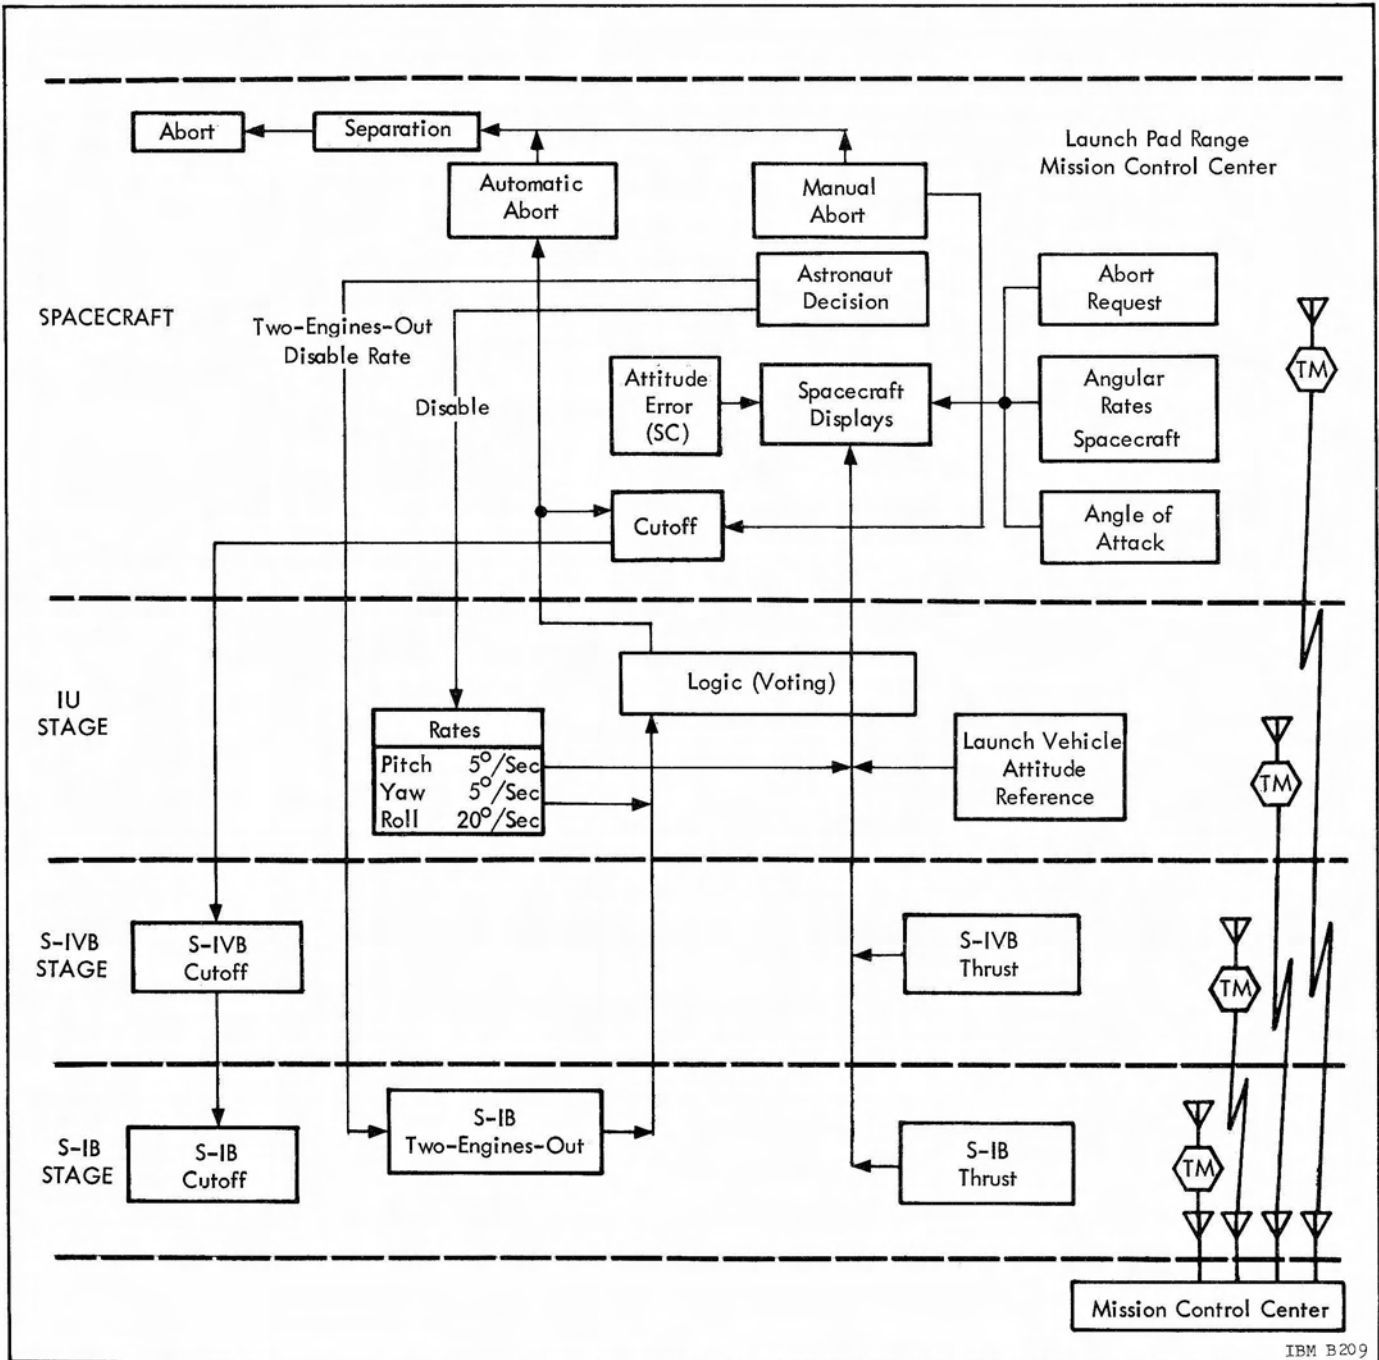 Abort
Separation
Launch Pad Range
Mission Control Center
Automatic
Abort
Manual
Abort
Astronaut
Decision
Abort
Request
SPACECRAFT
Two-Engines-Out
Disable Rate
TM
Attitude
Error
(SC)
Spacecraft
Displays
Angular
Rates
Spacecraft
Disable
Cutoff
Angle of
Attack
IU
STAGE
Logic (Voting)
Rates
Pitch 5°/Sec
Yaw 5°/Sec
Roll 20°/Sec
Launch Vehicle
Attitude
Reference
TM
S-IVB
STAGE
S-IVB
Cutoff
S-IVB
Thrust
TM
S-IB
STAGE
S-IB
Cutoff
S-IB
Two-Engines-Out
S-IB
Thrust
TM
Mission Control Center
IBM B209